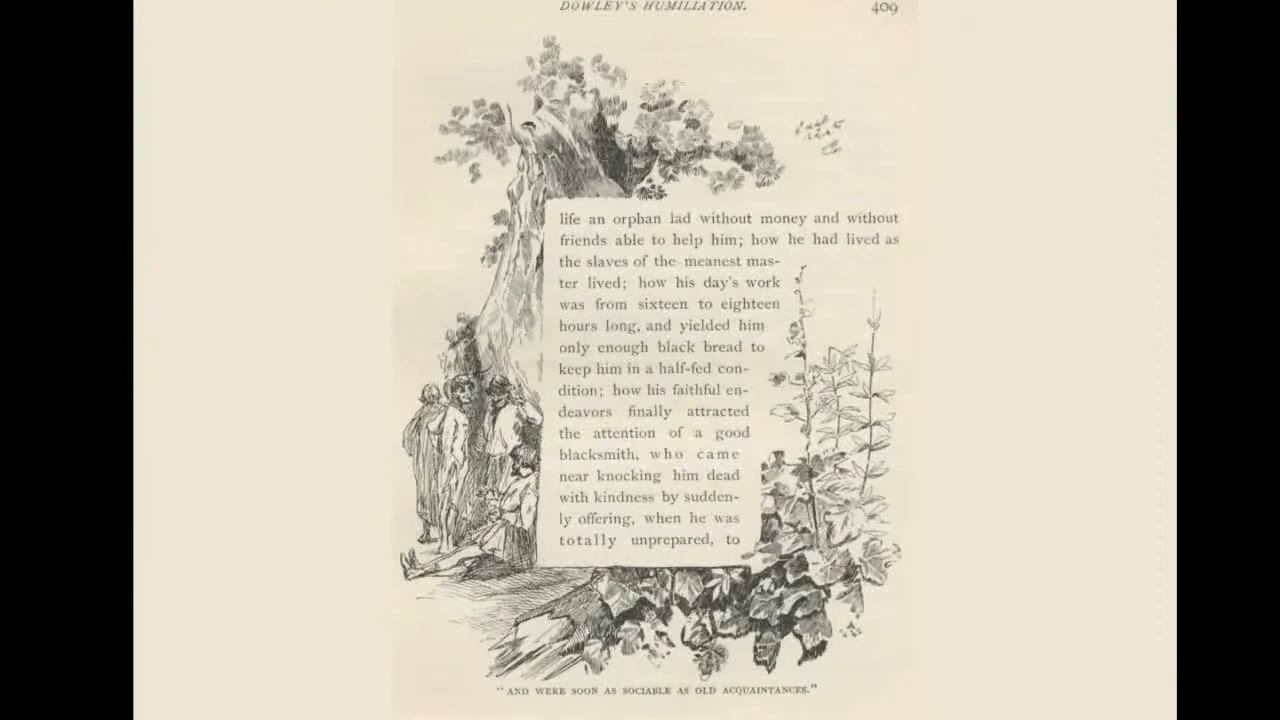 DOWLEY'S HUMILIATION. 409
life an orphan lad without money and without
friends able to help him; how he had lived as
the slaves of the meanest mas-
ter lived; how his day's work
was from sixteen to eighteen
hours long, and yielded him
only enough black bread to
keep him in a half-fed con-
dition; how his faithful en-
deavors finally attracted
the attention of a good
blacksmith, who came
near knocking him dead
with kindness by sudden-
ly offering, when he was
totally unprepared, to
"AND WERE SOON AS SOCIABLE AS OLD ACQUAINTANCES."